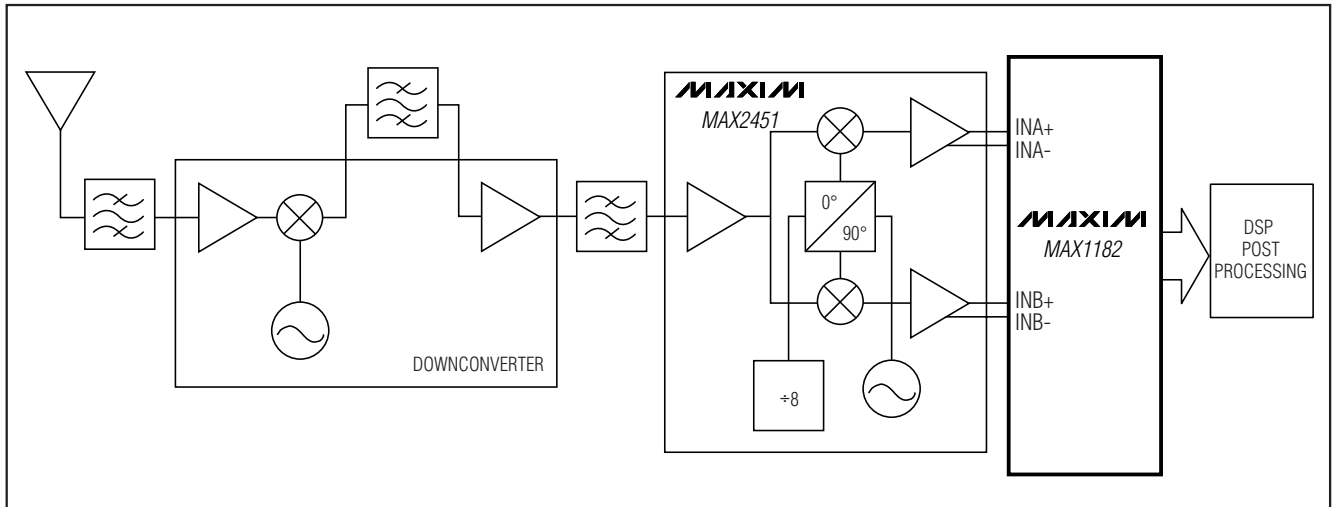 DOWNCONVERTER
MAXIM
MAX2451
0°
90°
÷8
INA+
INA-
MAXIM
MAX1182
INB+
INB-
DSP
POST
PROCESSING